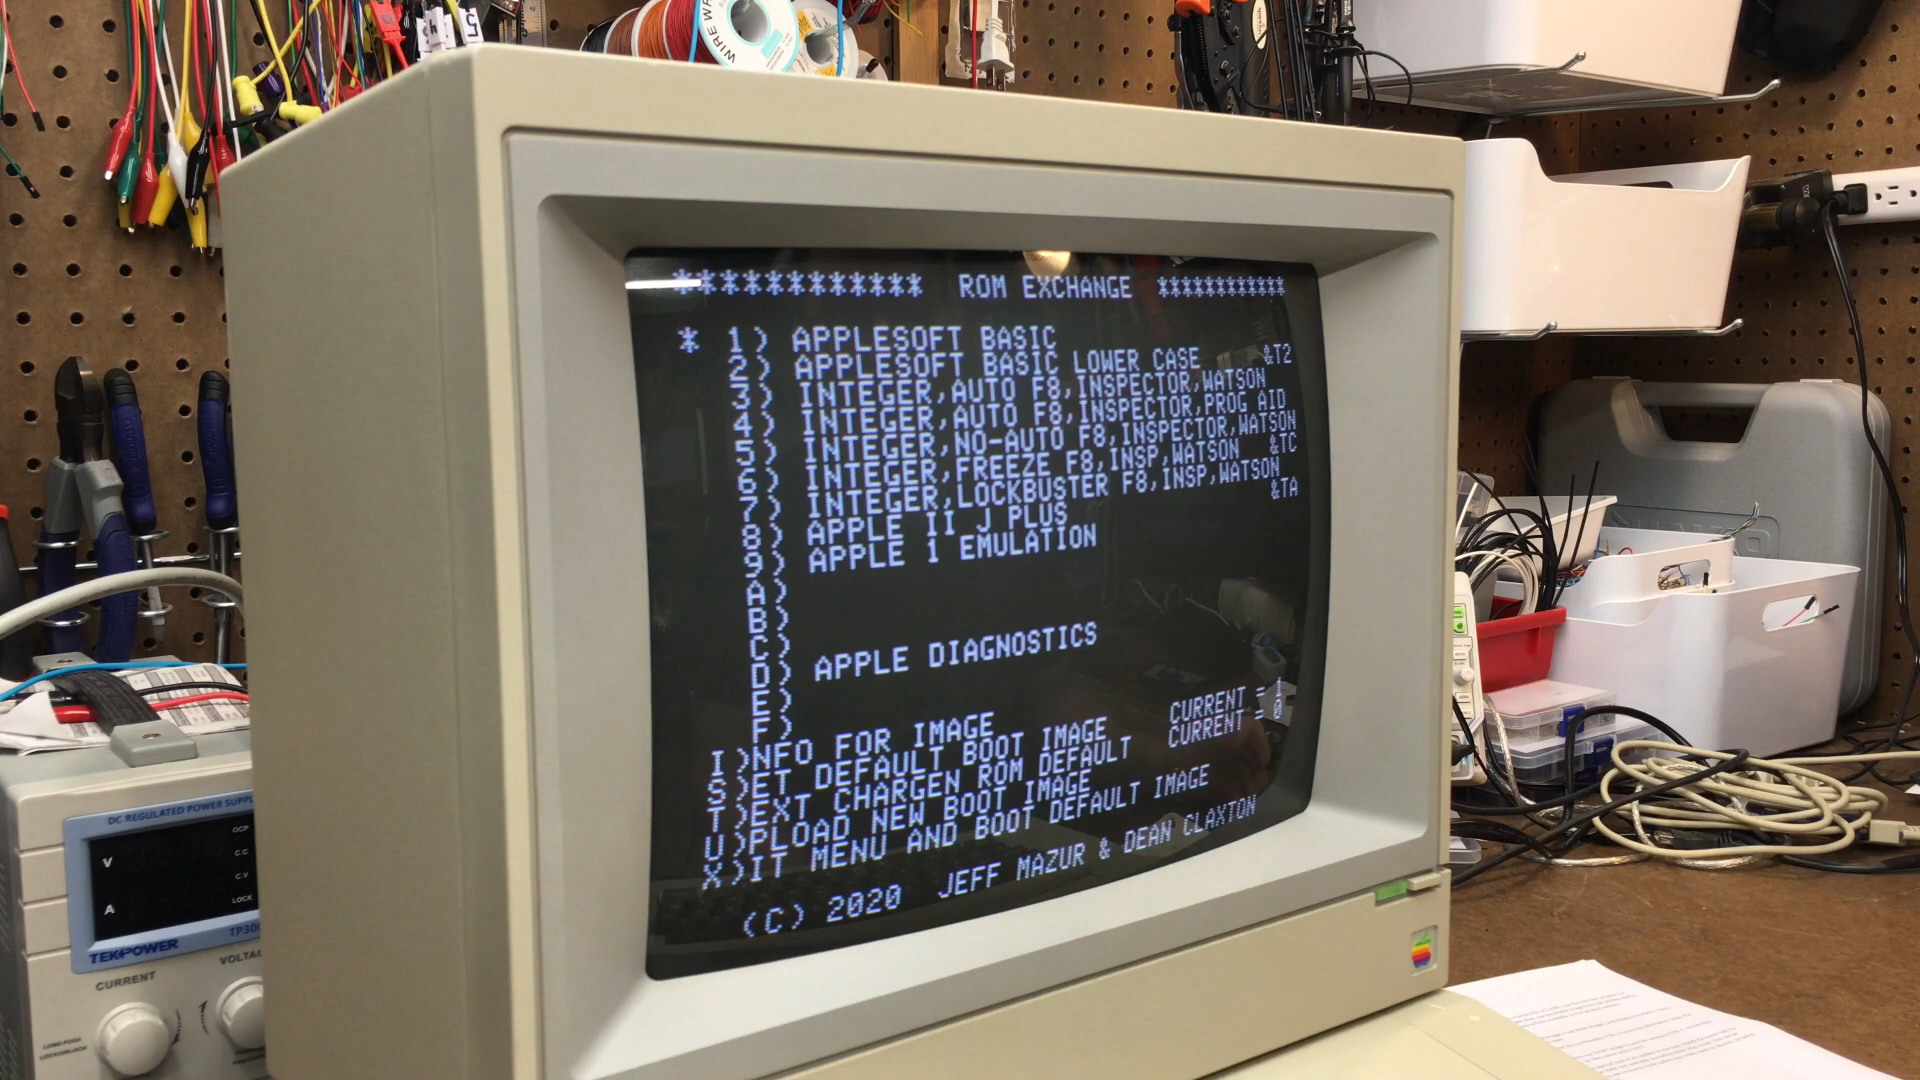 ************ ROM EXCHANGE ************
* 1) APPLESOFT BASIC
2) APPLESOFT BASIC LOWER CASE &T2
3) INTEGER,AUTO F8,INSPECTOR,WATSON
4) INTEGER,AUTO F8,INSPECTOR,PROG AID
5) INTEGER,NO-AUTO F8,INSPECTOR,WATSON
6) INTEGER,FREEZE F8,INSP,WATSON &TC
7) INTEGER,LOCKBUSTER F8,INSP,WATSON
8) APPLE II J PLUS &TA
9) APPLE 1 EMULATION
A)
B)
C)
D) APPLE DIAGNOSTICS
E)
F)
I)NFO FOR IMAGE
S)ET DEFAULT BOOT IMAGE CURRENT = 1
T)EXT CHARGEN ROM DEFAULT CURRENT = 0
U)PLOAD NEW BOOT IMAGE
X)IT MENU AND BOOT DEFAULT IMAGE
(C) 2020 JEFF MAZUR & DEAN CLAXTON
WIRE
DC REGULATED POWER
V
A
OCP
C.C
C.V
LOCK
TEKPOWER
CURRENT